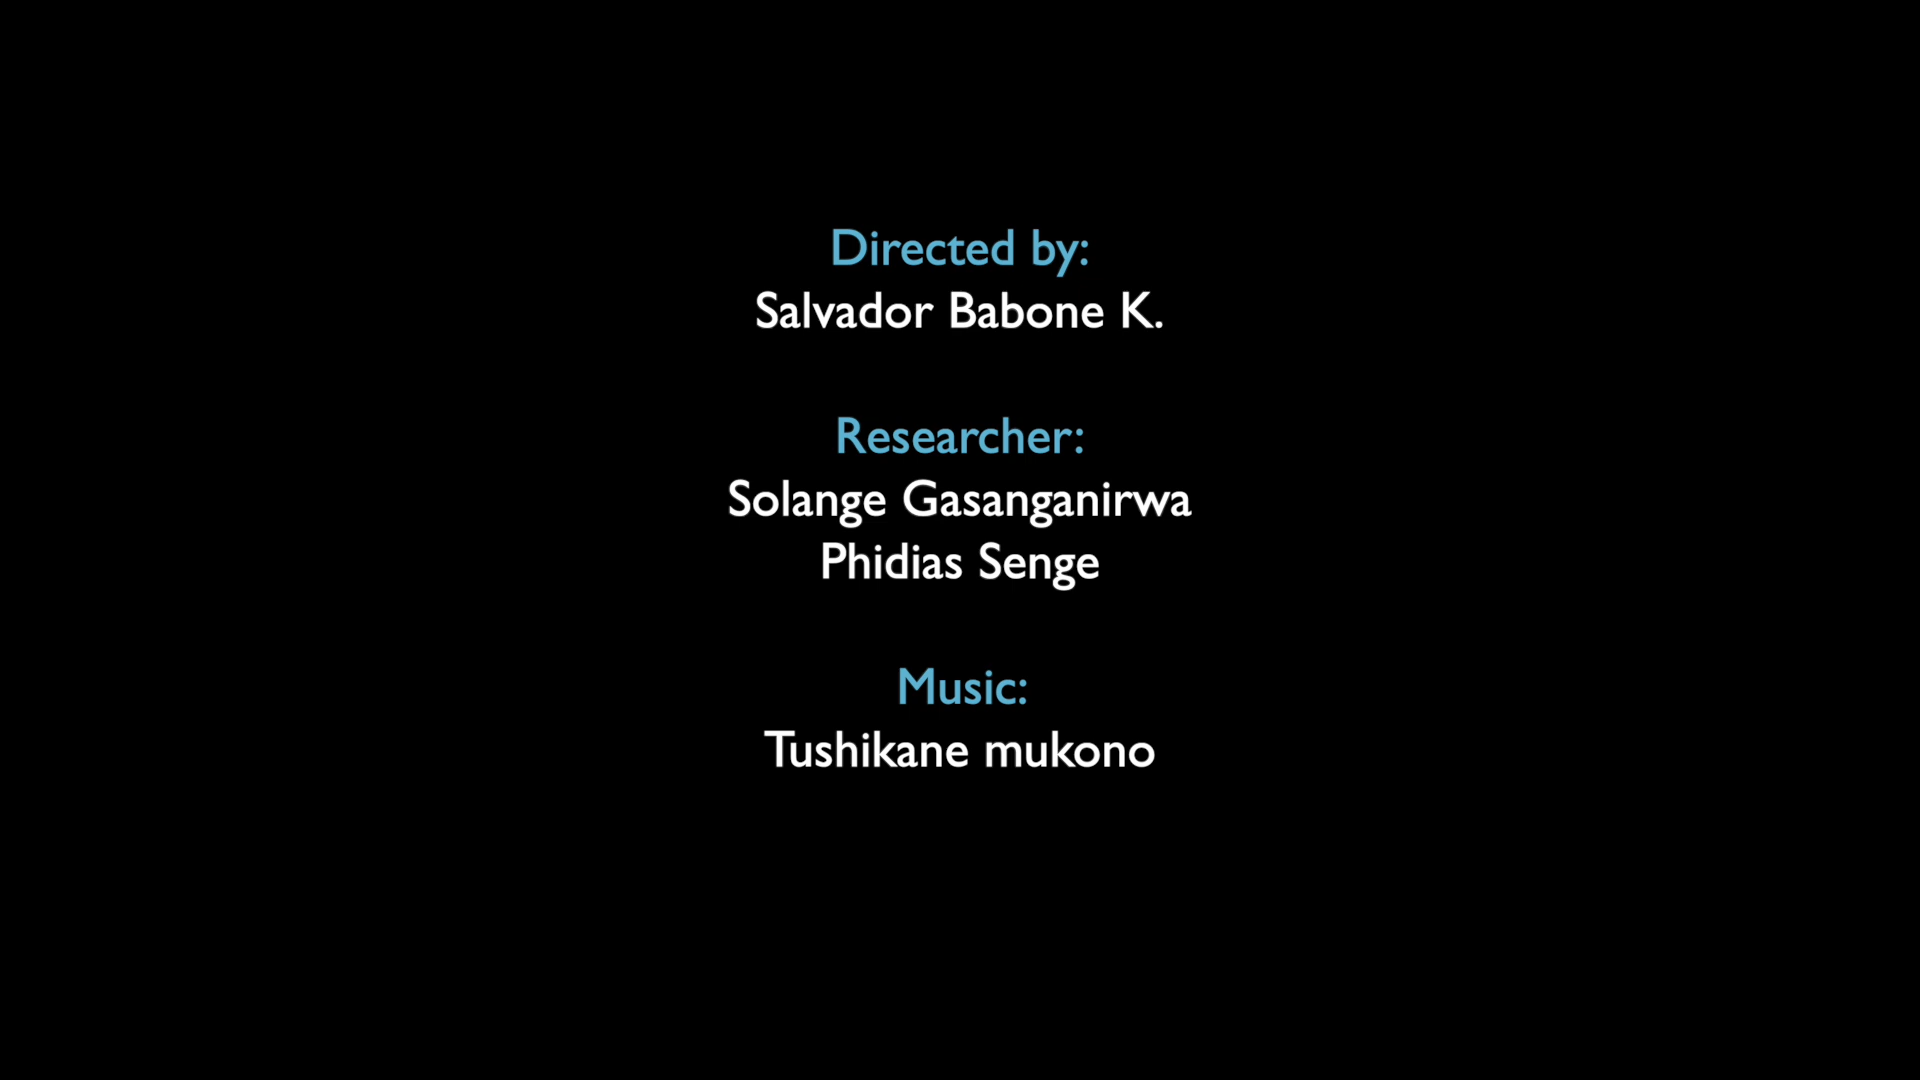 Directed by:
Salvador Babone K.
Researcher:
Solange Gasanganirwa
Phidias Senge
Music:
Tushikane mukono